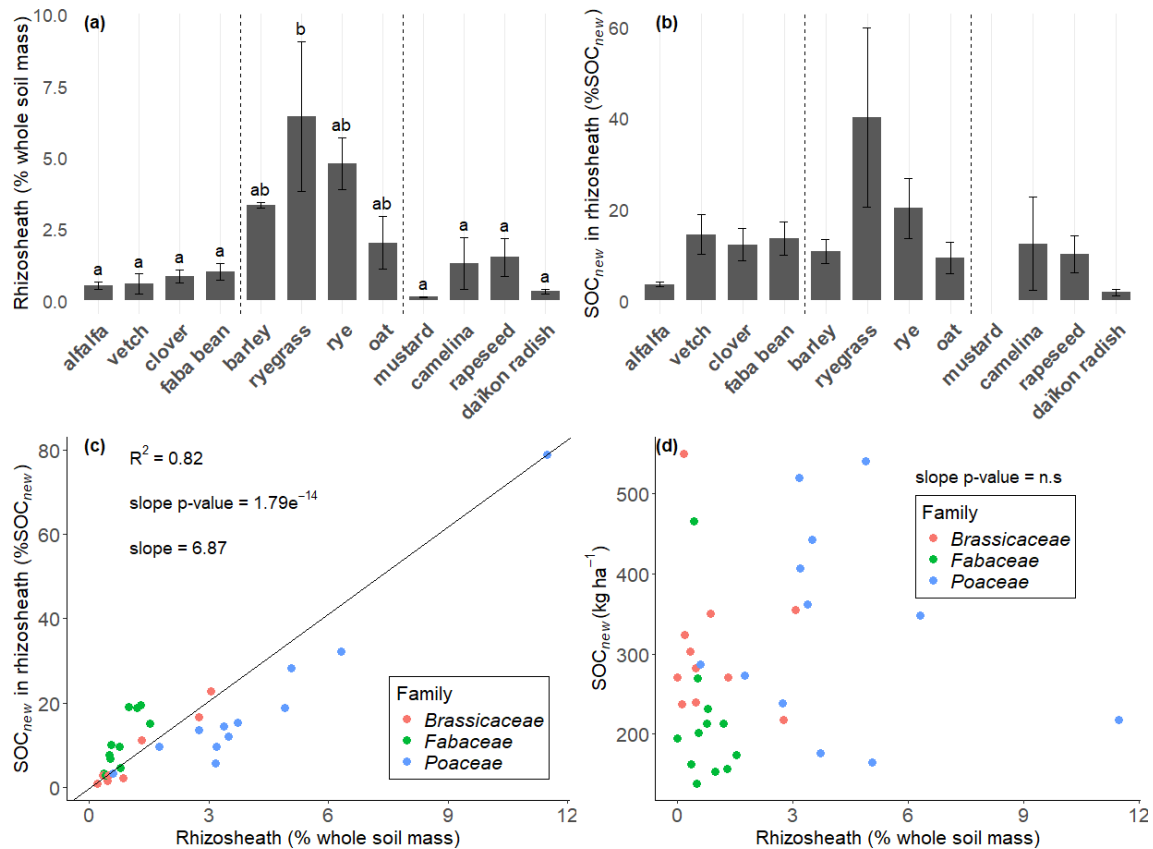 (a)
Rhizosheath (% whole soil mass)
10.0
7.5
5.0
2.5
0.0
a a a a ab b ab ab a a a a
alfalfa vetch clover faba bean barley ryegrass rye oat mustard camelina rapeseed daïkon radish
(b)
SOCnew in rhizosheath (%SOCnew)
60
40
20
0
alfalfa vetch clover faba bean barley ryegrass rye oat mustard camelina rapeseed daïkon radish
(c)
SOCnew in rhizosheath (%SOCnew)
80
60
40
20
0
R² = 0.82
slope p-value = 1.79e⁻¹⁴
slope = 6.87
Family
Brassicaceae
Fabaceae
Poaceae
0 3 6 9 12
Rhizosheath (% whole soil mass)
(d)
SOCnew (kg ha⁻¹)
500
400
300
200
slope p-value = n.s
Family
Brassicaceae
Fabaceae
Poaceae
0 3 6 9 12
Rhizosheath (% whole soil mass)